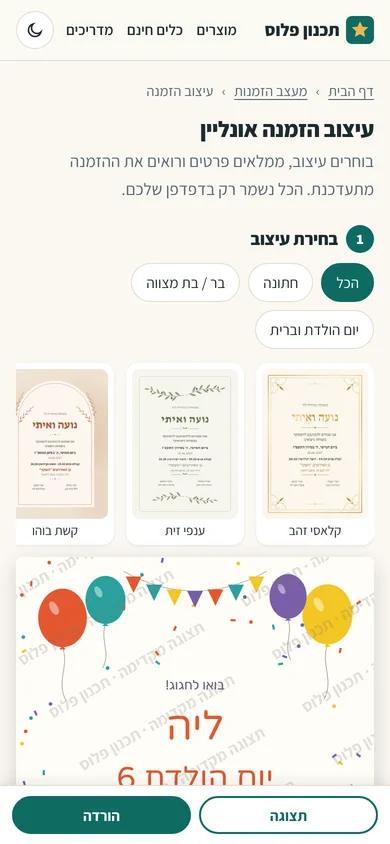 תכנון פלוס
מוצרים
כלים חינם
מדריכים
דף הבית › מעצב הזמנות › עיצוב הזמנה
עיצוב הזמנה אונליין
בוחרים עיצוב, ממלאים פרטים ורואים את ההזמנה
מתעדכנת. הכל נשמר רק בדפדפן שלכם.
1 בחירת עיצוב
הכל
חתונה
בר / בת מצווה
יום הולדת וברית
נועה ואיתי
נועה ואיתי
נועה ואיתי
קלאסי זהב
ענפי זית
קשת בוהו
תצוגה מקדימה · תכנון פלוס
בואו לחגוג!
ליה
יום הולדת 6
תצוגה
הורדה